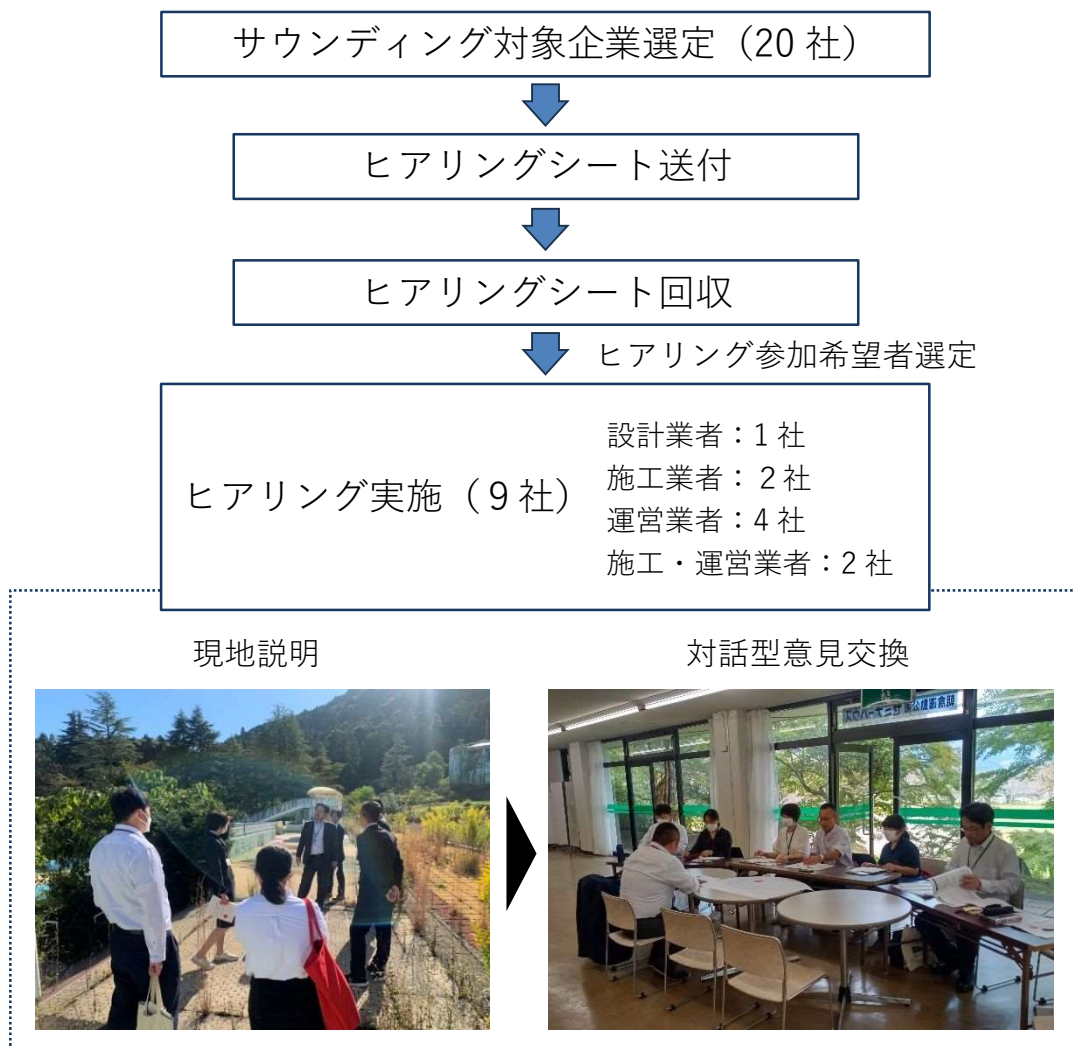 サウンディング対象企業選定（20 社）
ヒアリングシート送付
ヒアリングシート回収
ヒアリング参加希望者選定
ヒアリング実施（９社）
設計業者：1 社
施工業者： 2 社
運営業者：4 社
施工・運営業者：2 社
現地説明
対話型意見交換